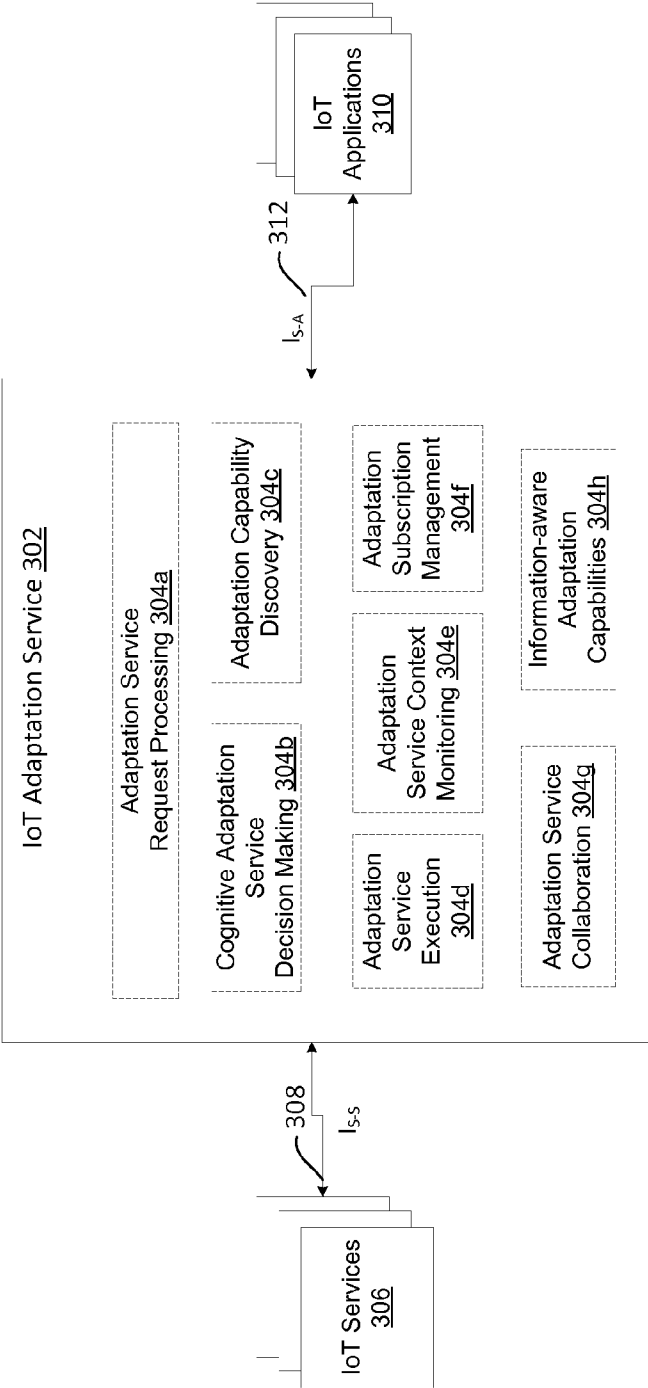 IoT Adaptation Service 302
Adaptation Service
Request Processing 304a
Cognitive Adaptation
Service
Decision Making 304b
Adaptation Capability
Discovery 304c
Adaptation
Service
Execution
304d
Adaptation
Service Context
Monitoring 304e
Adaptation
Subscription
Management
304f
Adaptation Service
Collaboration 304g
Information-aware
Adaptation
Capabilities 304h
IoT Services
306
308
IS-S
IS-A
312
IoT
Applications
310